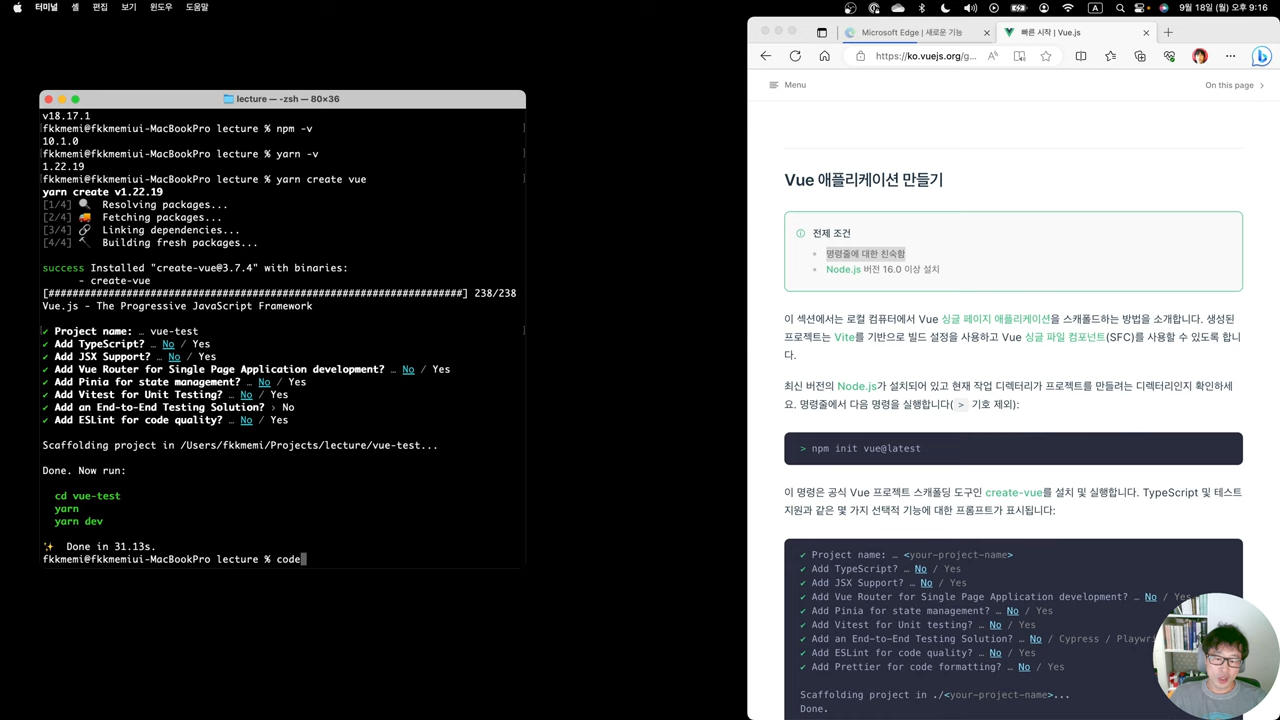 터미널 셸 편집 보기 윈도우 도움말
A 9월 18일(월) 오후 9:16
lecture — -zsh — 80×36
v18.17.1
fkkmemi@fkkmemiui-MacBookPro lecture % npm -v
10.1.0
fkkmemi@fkkmemiui-MacBookPro lecture % yarn -v
1.22.19
fkkmemi@fkkmemiui-MacBookPro lecture % yarn create vue
yarn create v1.22.19
[1/4] Resolving packages...
[2/4] Fetching packages...
[3/4] Linking dependencies...
[4/4] Building fresh packages...
success Installed "create-vue@3.7.4" with binaries:
- create-vue
[######################################################################] 238/238
Vue.js - The Progressive JavaScript Framework
✔ Project name: … vue-test
✔ Add TypeScript? … No / Yes
✔ Add JSX Support? … No / Yes
✔ Add Vue Router for Single Page Application development? … No / Yes
✔ Add Pinia for state management? … No / Yes
✔ Add Vitest for Unit Testing? … No / Yes
✔ Add an End-to-End Testing Solution? › No
✔ Add ESLint for code quality? … No / Yes
Scaffolding project in /Users/fkkmemi/Projects/lecture/vue-test...
Done. Now run:
cd vue-test
yarn
yarn dev
✨ Done in 31.13s.
fkkmemi@fkkmemiui-MacBookPro lecture % code
Microsoft Edge | 새로운 기능
빠른 시작 | Vue.js
https://ko.vuejs.org/g...
Menu
On this page
Vue 애플리케이션 만들기
전제 조건
• 명령줄에 대한 친숙함
• Node.js 버전 16.0 이상 설치
이 섹션에서는 로컬 컴퓨터에서 Vue 싱글 페이지 애플리케이션을 스캐폴드하는 방법을 소개합니다. 생성된
프로젝트는 Vite를 기반으로 빌드 설정을 사용하고 Vue 싱글 파일 컴포넌트(SFC)를 사용할 수 있도록 합니
다.
최신 버전의 Node.js가 설치되어 있고 현재 작업 디렉터리가 프로젝트를 만들려는 디렉터리인지 확인하세
요. 명령줄에서 다음 명령을 실행합니다( > 기호 제외):
> npm init vue@latest
이 명령은 공식 Vue 프로젝트 스캐폴딩 도구인 create-vue를 설치 및 실행합니다. TypeScript 및 테스트
지원과 같은 몇 가지 선택적 기능에 대한 프롬프트가 표시됩니다:
✔ Project name: … <your-project-name>
✔ Add TypeScript? … No / Yes
✔ Add JSX Support? … No / Yes
✔ Add Vue Router for Single Page Application development? … No / Yes
✔ Add Pinia for state management? … No / Yes
✔ Add Vitest for Unit testing? … No / Yes
✔ Add an End-to-End Testing Solution? … No / Cypress / Playw
✔ Add ESLint for code quality? … No / Yes
✔ Add Prettier for code formatting? … No / Yes
Scaffolding project in ./<your-project-name>...
Done.